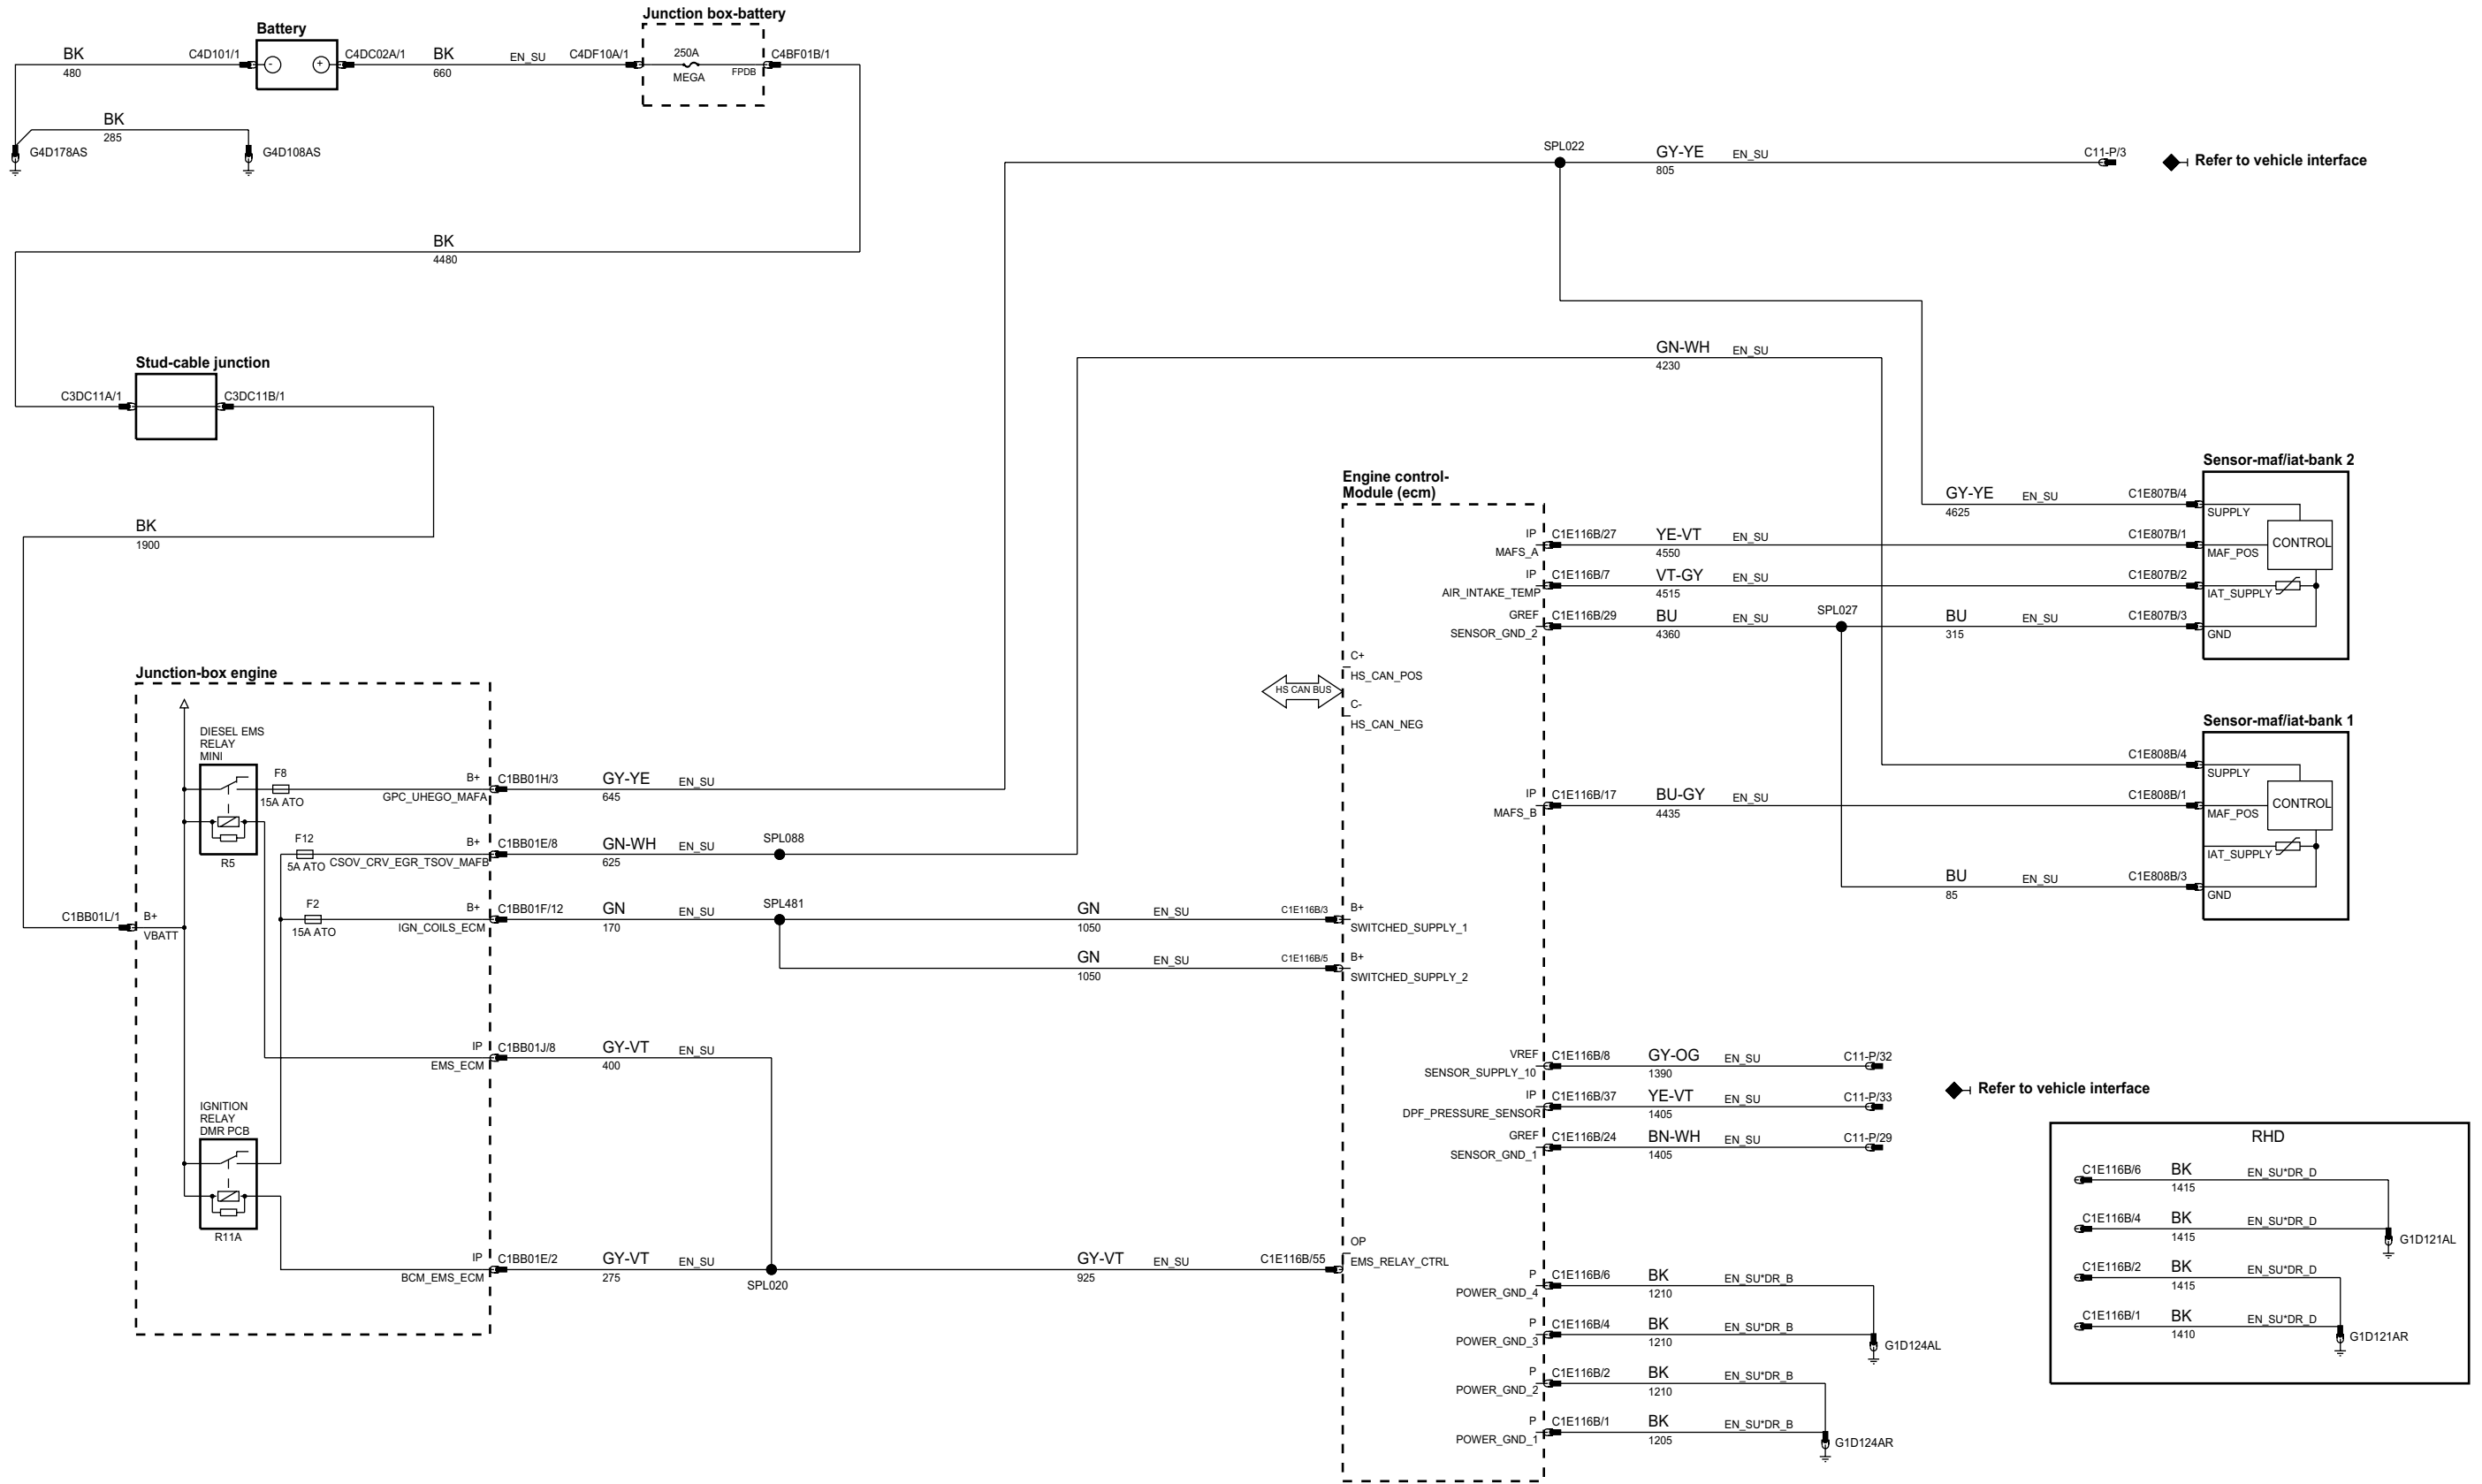 Junction box-battery
Battery
BK
480
C4D101/1
-
+
C4DC02A/1
BK
660
EN_SU
C4DF10A/1
250A
MEGA
FPDB
C4BF01B/1
BK
285
G4D178AS
G4D108AS
SPL022
GY-YE
805
EN_SU
C11-P/3
Refer to vehicle interface
BK
4480
GN-WH
4230
EN_SU
Stud-cable junction
C3DC11A/1
C3DC11B/1
BK
1900
Engine control-
Module (ecm)
Sensor-maf/iat-bank 2
GY-YE
4625
EN_SU
C1E807B/4
SUPPLY
IP
MAFS_A
C1E116B/27
YE-VT
4550
EN_SU
C1E807B/1
MAF_POS
CONTROL
IP
AIR_INTAKE_TEMP
C1E116B/7
VT-GY
4515
EN_SU
C1E807B/2
IAT_SUPPLY
GREF
SENSOR_GND_2
C1E116B/29
BU
4360
EN_SU
SPL027
BU
315
EN_SU
C1E807B/3
GND
C+
HS_CAN_POS
HS CAN BUS
C-
HS_CAN_NEG
Junction-box engine
Sensor-maf/iat-bank 1
C1E808B/4
SUPPLY
DIESEL EMS
RELAY
MINI
F8
15A ATO
R5
B+
GPC_UHEGO_MAFA
C1BB01H/3
GY-YE
645
EN_SU
IP
MAFS_B
C1E116B/17
BU-GY
4435
EN_SU
C1E808B/1
MAF_POS
CONTROL
IAT_SUPPLY
BU
85
EN_SU
C1E808B/3
GND
F12
5A ATO
B+
CSOV_CRV_EGR_TSOV_MAFB
C1BB01E/8
GN-WH
625
EN_SU
SPL088
C1BB01L/1
B+
VBATT
F2
15A ATO
B+
IGN_COILS_ECM
C1BB01F/12
GN
170
EN_SU
SPL481
GN
1050
EN_SU
C1E116B/3
B+
SWITCHED_SUPPLY_1
GN
1050
EN_SU
C1E116B/5
B+
SWITCHED_SUPPLY_2
IP
EMS_ECM
C1BB01J/8
GY-VT
400
EN_SU
VREF
SENSOR_SUPPLY_10
C1E116B/8
GY-OG
1390
EN_SU
C11-P/32
IP
DPF_PRESSURE_SENSOR
C1E116B/37
YE-VT
1405
EN_SU
C11-P/33
GREF
SENSOR_GND_1
C1E116B/24
BN-WH
1405
EN_SU
C11-P/29
Refer to vehicle interface
IGNITION
RELAY
DMR PCB
R11A
IP
BCM_EMS_ECM
C1BB01E/2
GY-VT
275
EN_SU
SPL020
GY-VT
925
EN_SU
C1E116B/55
OP
EMS_RELAY_CTRL
P
POWER_GND_4
C1E116B/6
BK
1210
EN_SU*DR_B
P
POWER_GND_3
C1E116B/4
BK
1210
EN_SU*DR_B
G1D124AL
P
POWER_GND_2
C1E116B/2
BK
1210
EN_SU*DR_B
P
POWER_GND_1
C1E116B/1
BK
1205
EN_SU*DR_B
G1D124AR
RHD
C1E116B/6
BK
1415
EN_SU*DR_D
C1E116B/4
BK
1415
EN_SU*DR_D
G1D121AL
C1E116B/2
BK
1415
EN_SU*DR_D
C1E116B/1
BK
1410
EN_SU*DR_D
G1D121AR